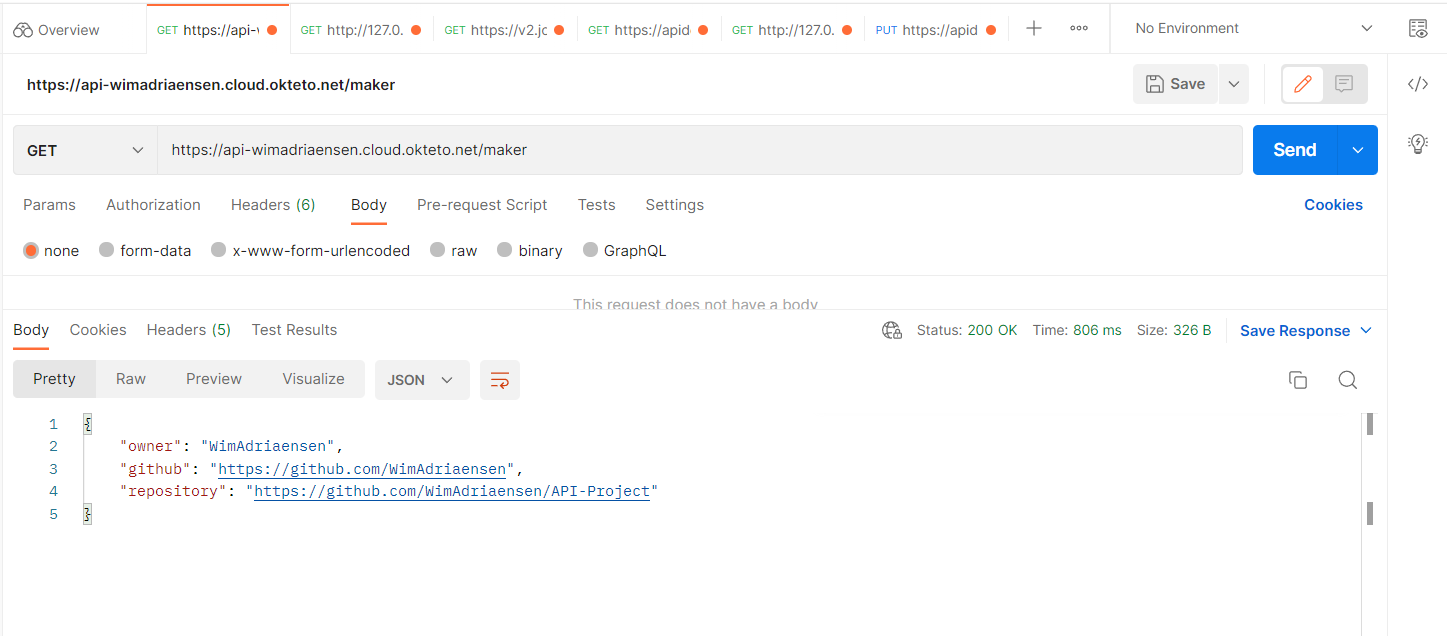 Overview GET https://api-v GET http://127.0. GET https://v2.jc GET https://apid GET http://127.0. PUT https://apid No Environment
https://api-wimadriaensen.cloud.okteto.net/maker Save
GET https://api-wimadriaensen.cloud.okteto.net/maker Send
Params Authorization Headers (6) Body Pre-request Script Tests Settings Cookies
none form-data x-www-form-urlencoded raw binary GraphQL
This request does not have a body
Body Cookies Headers (5) Test Results Status: 200 OK Time: 806 ms Size: 326 B Save Response
Pretty Raw Preview Visualize JSON
1 {
2 "owner": "WimAdriaensen",
3 "github": "https://github.com/WimAdriaensen",
4 "repository": "https://github.com/WimAdriaensen/API-Project"
5 }